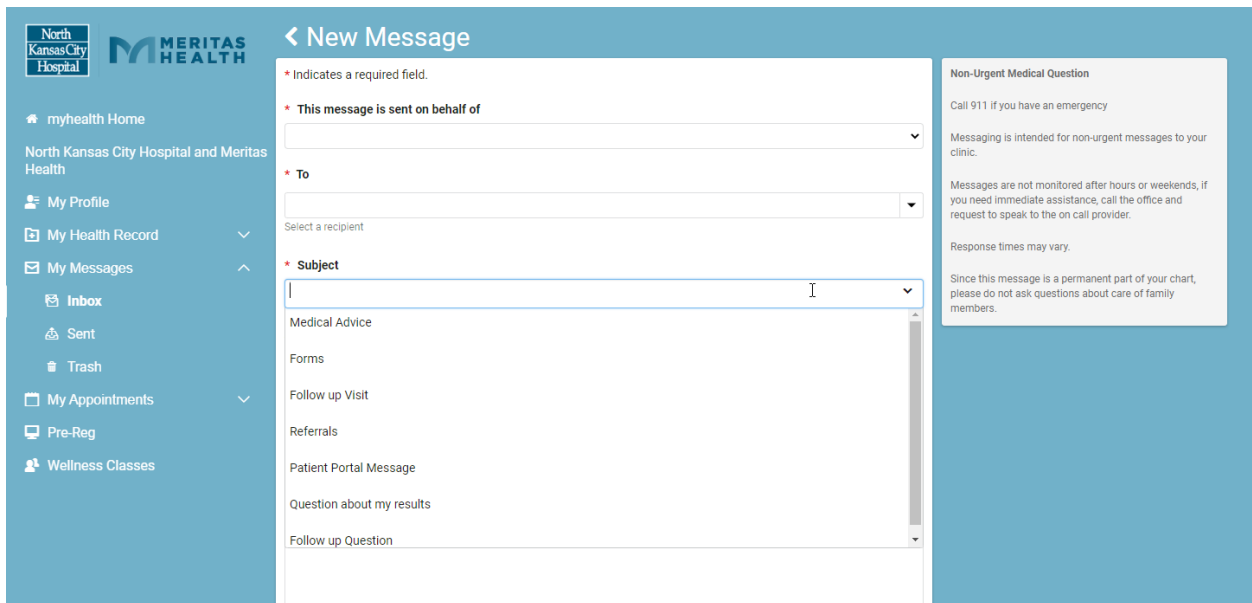 North
KansasCity
Hospital
MERITAS
HEALTH
myhealth Home
North Kansas City Hospital and Meritas
Health
My Profile
My Health Record
My Messages
Inbox
Sent
Trash
My Appointments
Pre-Reg
Wellness Classes
New Message
* Indicates a required field.
* This message is sent on behalf of
* To
Select a recipient
* Subject
Medical Advice
Forms
Follow up Visit
Referrals
Patient Portal Message
Question about my results
Follow up Question
Non-Urgent Medical Question
Call 911 if you have an emergency
Messaging is intended for non-urgent messages to your
clinic.
Messages are not monitored after hours or weekends, if
you need immediate assistance, call the office and
request to speak to the on call provider.
Response times may vary.
Since this message is a permanent part of your chart,
please do not ask questions about care of family
members.